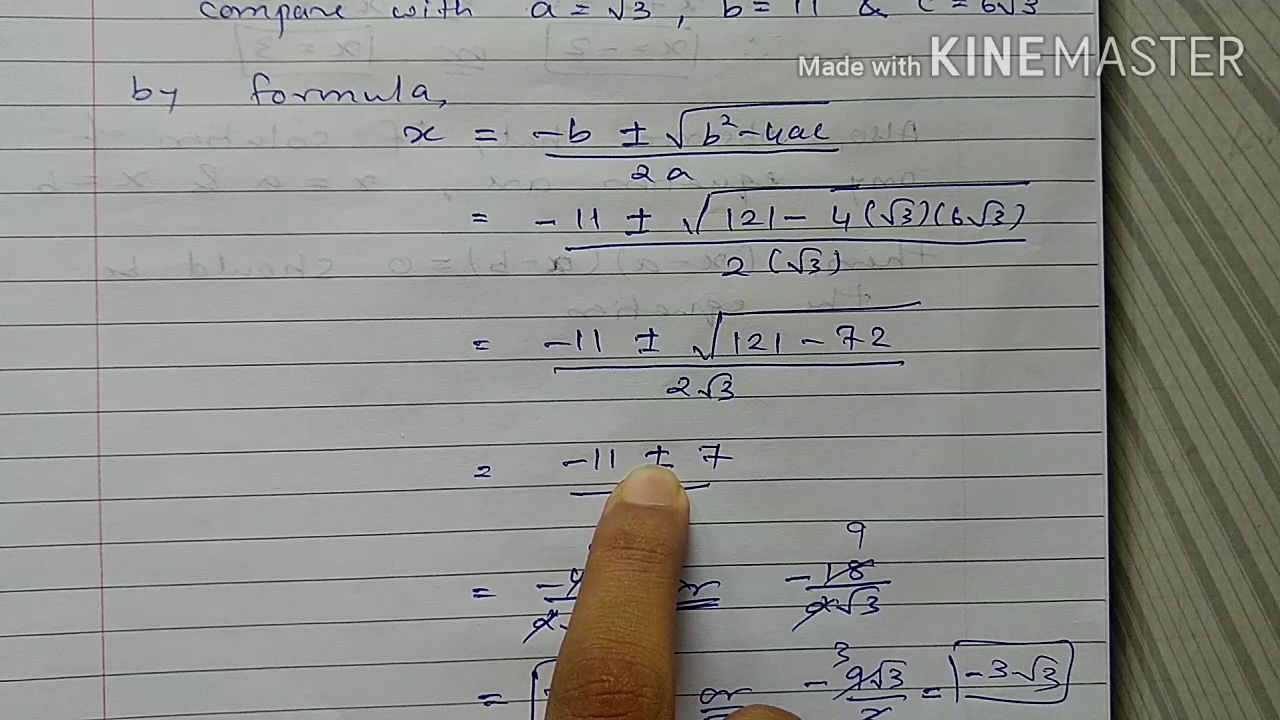 compare with a = √3, b = 11 & c = 6√3
Made with KINEMASTER
by formula,
x = -b ± √b²-4ac
2a
= -11 ± √121 - 4(√3)(6√3)
2(√3)
= -11 ± √121 - 72
2√3
= -11 ± 7
9
= - or -18
2√3
3
= or - 9√3 = -3√3